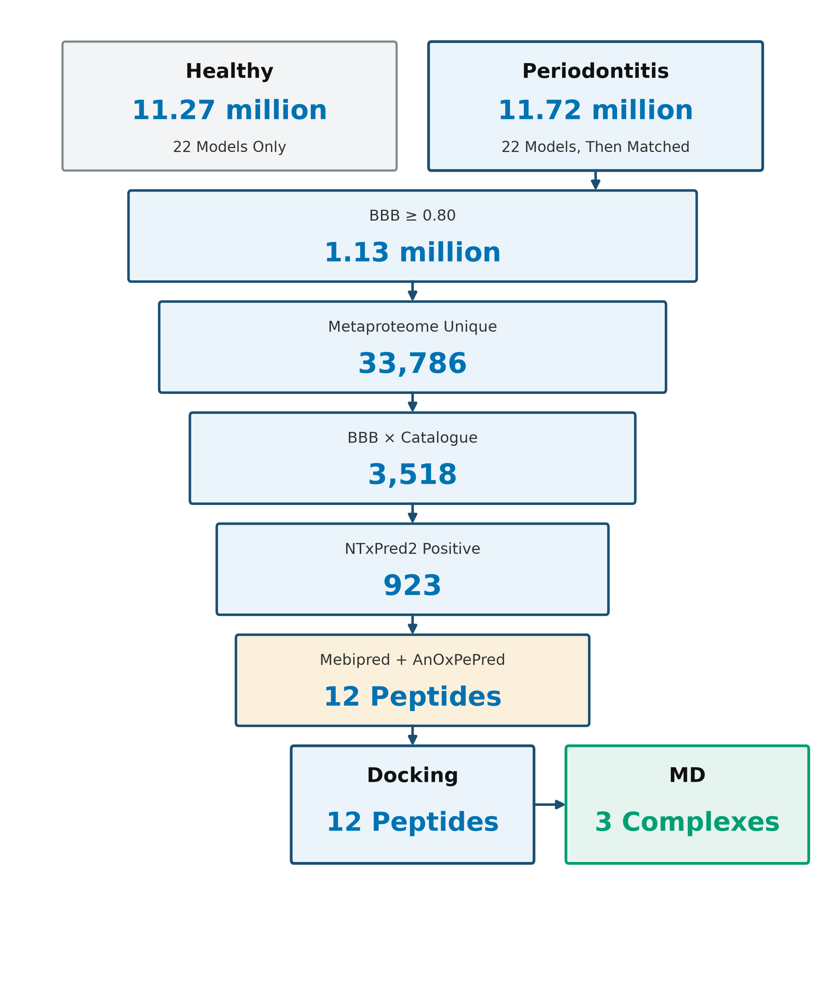 Healthy
11.27 million
22 Models Only
Periodontitis
11.72 million
22 Models, Then Matched
BBB ≥ 0.80
1.13 million
Metaproteome Unique
33,786
BBB × Catalogue
3,518
NTxPred2 Positive
923
Mebipred + AnOxPePred
12 Peptides
Docking
12 Peptides
MD
3 Complexes